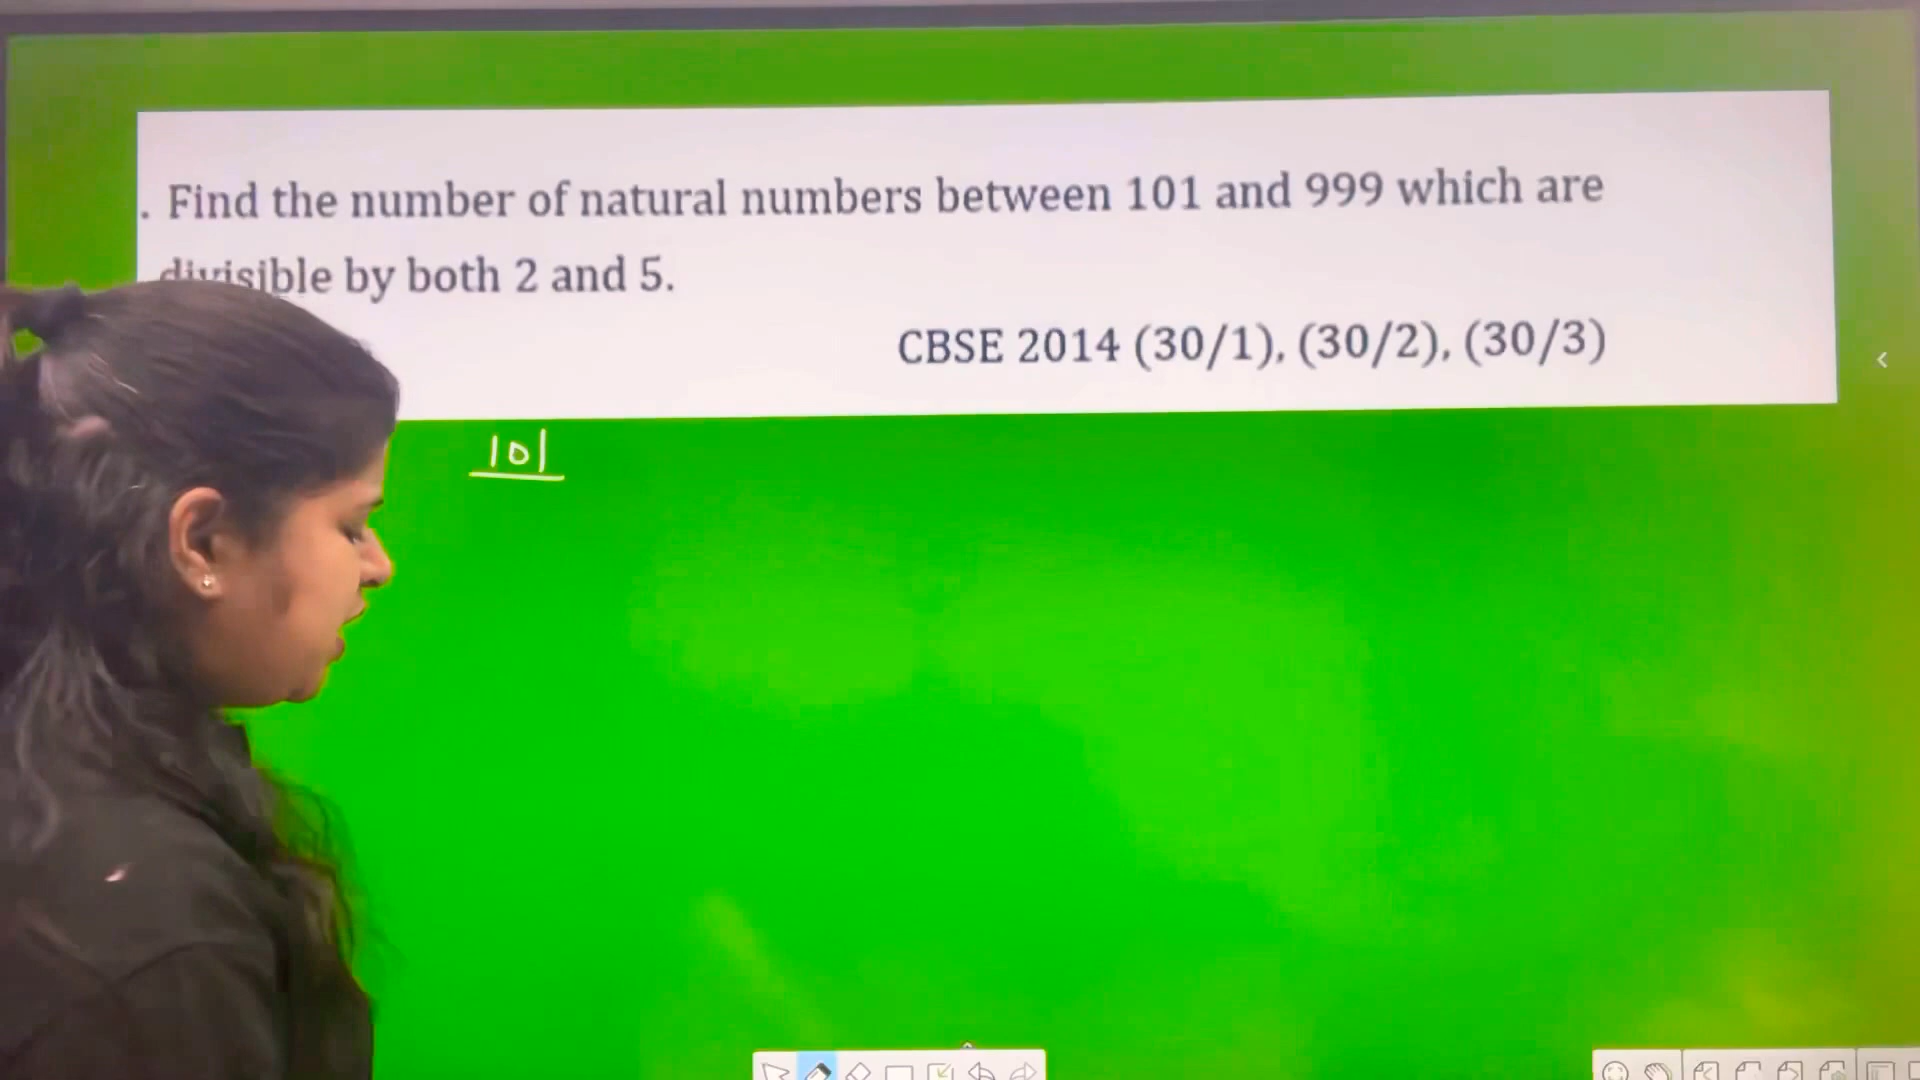 . Find the number of natural numbers between 101 and 999 which are
divisible by both 2 and 5.
CBSE 2014 (30/1), (30/2), (30/3)
101